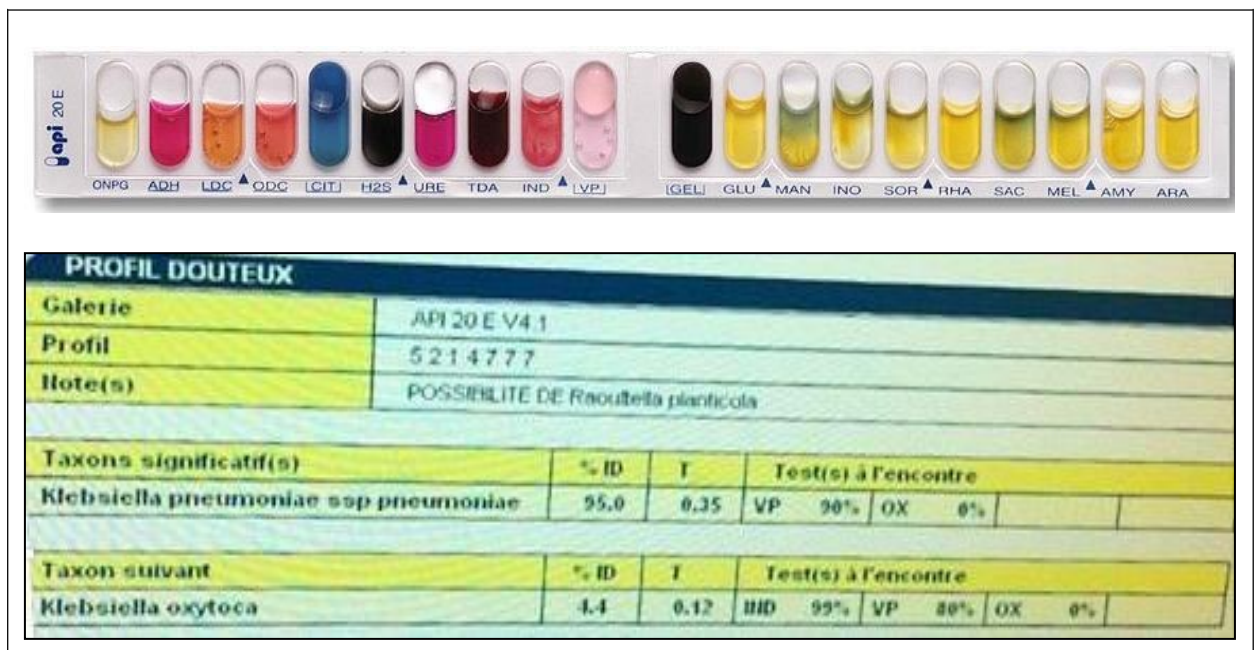 api 20 E
ONPG ADH LDC ODC |CIT| H2S URE TDA IND |VP| |GEL| GLU MAN INO SOR RHA SAC MEL AMY ARA
PROFIL DOUTEUX
Galerie API 20 E V4.1
Profil 5 2 1 4 7 7 7
Note(s) POSSIBILITE DE Raoultella planticola
Taxons significatif(s) % ID T Test(s) à l'encontre
Klebsiella pneumoniae ssp pneumoniae 95.0 0.35 VP 90% OX 0%
Taxon suivant % ID T Test(s) à l'encontre
Klebsiella oxytoca 4.4 0.12 IND 99% VP 80% OX 0%